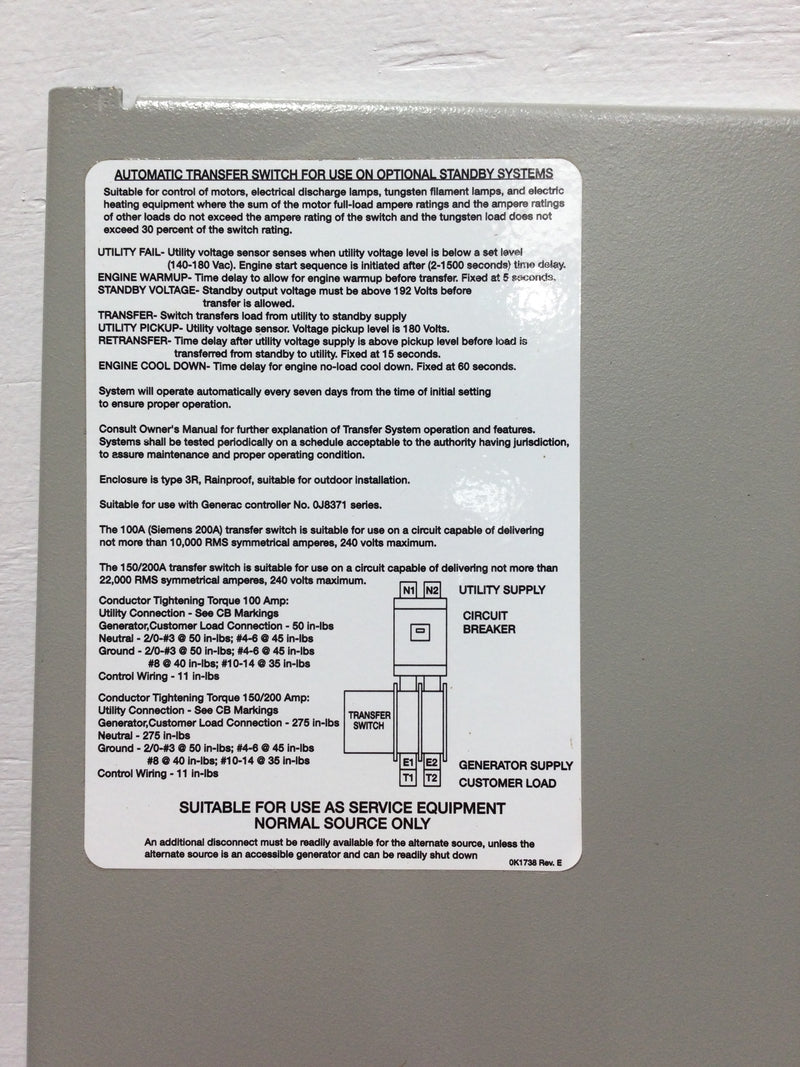 AUTOMATIC TRANSFER SWITCH FOR USE ON OPTIONAL STANDBY SYSTEMS
Suitable for control of motors, electrical discharge lamps, tungsten filament lamps, and electric
heating equipment where the sum of the motor full-load ampere ratings and the ampere ratings
of other loads do not exceed the ampere rating of the switch and the tungsten load does not
exceed 30 percent of the switch rating.
UTILITY FAIL- Utility voltage sensor senses when utility voltage level is below a set level
(140-180 Vac). Engine start sequence is initiated after (2-1500 seconds) time delay.
ENGINE WARMUP- Time delay to allow for engine warmup before transfer. Fixed at 5 seconds.
STANDBY VOLTAGE- Standby output voltage must be above 192 Volts before
transfer is allowed.
TRANSFER- Switch transfers load from utility to standby supply
UTILITY PICKUP- Utility voltage sensor. Voltage pickup level is 180 Volts.
RETRANSFER- Time delay after utility voltage supply is above pickup level before load is
transferred from standby to utility. Fixed at 15 seconds.
ENGINE COOL DOWN- Time delay for engine no-load cool down. Fixed at 60 seconds.
System will operate automatically every seven days from the time of initial setting
to ensure proper operation.
Consult Owner's Manual for further explanation of Transfer System operation and features.
Systems shall be tested periodically on a schedule acceptable to the authority having jurisdiction,
to assure maintenance and proper operating condition.
Enclosure is type 3R, Rainproof, suitable for outdoor installation.
Suitable for use with Generac controller No. 0J8371 series.
The 100A (Siemens 200A) transfer switch is suitable for use on a circuit capable of delivering
not more than 10,000 RMS symmetrical amperes, 240 volts maximum.
The 150/200A transfer switch is suitable for use on a circuit capable of delivering not more than
22,000 RMS symmetrical amperes, 240 volts maximum.
Conductor Tightening Torque 100 Amp:
Utility Connection - See CB Markings
Generator,Customer Load Connection - 50 in-lbs
Neutral - 2/0-#3 @ 50 in-lbs; #4-6 @ 45 in-lbs
Ground - 2/0-#3 @ 50 in-lbs; #4-6 @ 45 in-lbs
#8 @ 40 in-lbs; #10-14 @ 35 in-lbs
Control Wiring - 11 in-lbs
Conductor Tightening Torque 150/200 Amp:
Utility Connection - See CB Markings
Generator,Customer Load Connection - 275 in-lbs
Neutral - 275 in-lbs
Ground - 2/0-#3 @ 50 in-lbs; #4-6 @ 45 in-lbs
#8 @ 40 in-lbs; #10-14 @ 35 in-lbs
Control Wiring - 11 in-lbs
N1 N2 UTILITY SUPPLY
CIRCUIT
BREAKER
TRANSFER
SWITCH
E1 E2 GENERATOR SUPPLY
T1 T2 CUSTOMER LOAD
SUITABLE FOR USE AS SERVICE EQUIPMENT
NORMAL SOURCE ONLY
An additional disconnect must be readily available for the alternate source, unless the
alternate source is an accessible generator and can be readily shut down
0K1738 Rev. E